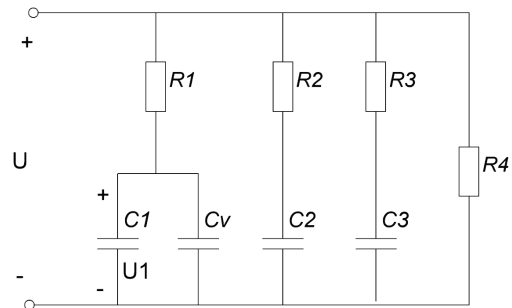 +
R1 R2 R3
U R4
+
C1 Cv C2 C3
U1
- -